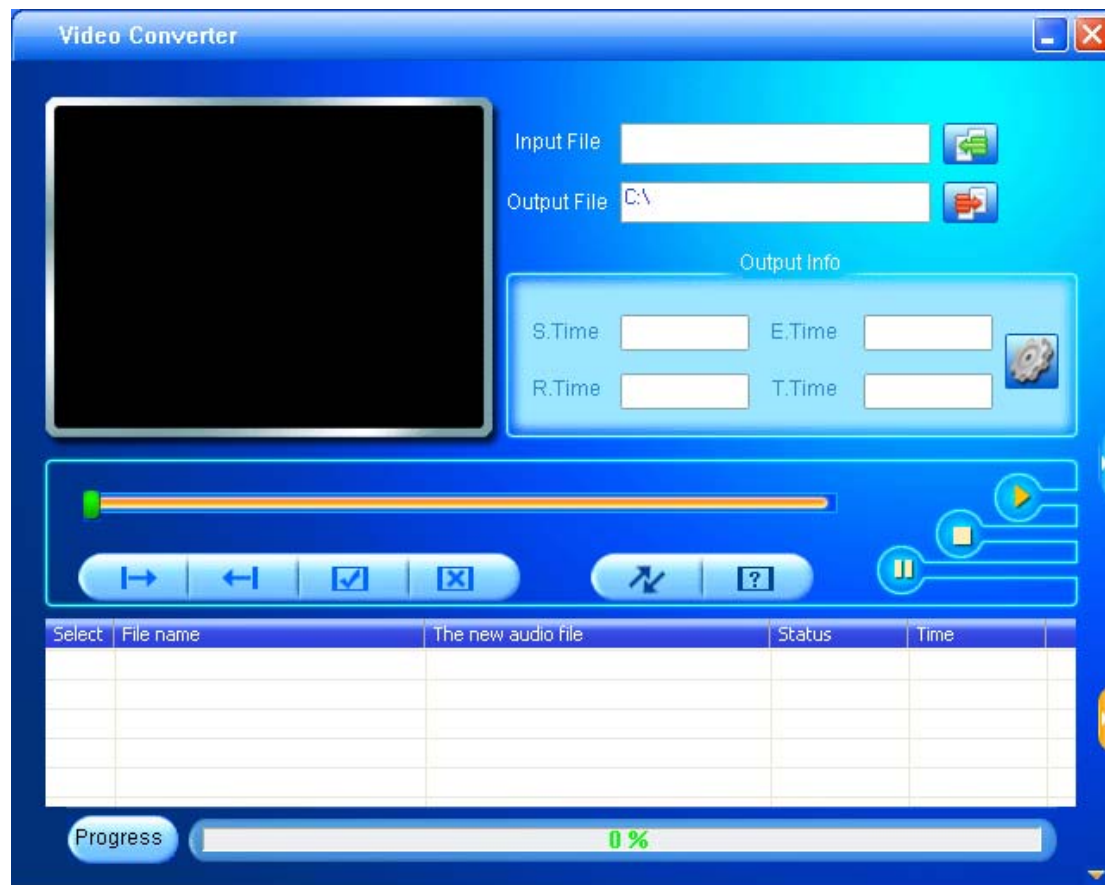 Video Converter
Input File
Output File C:\
Output Info
S.Time E.Time
R.Time T.Time
?
Select File name The new audio file Status Time
Progress 0 %